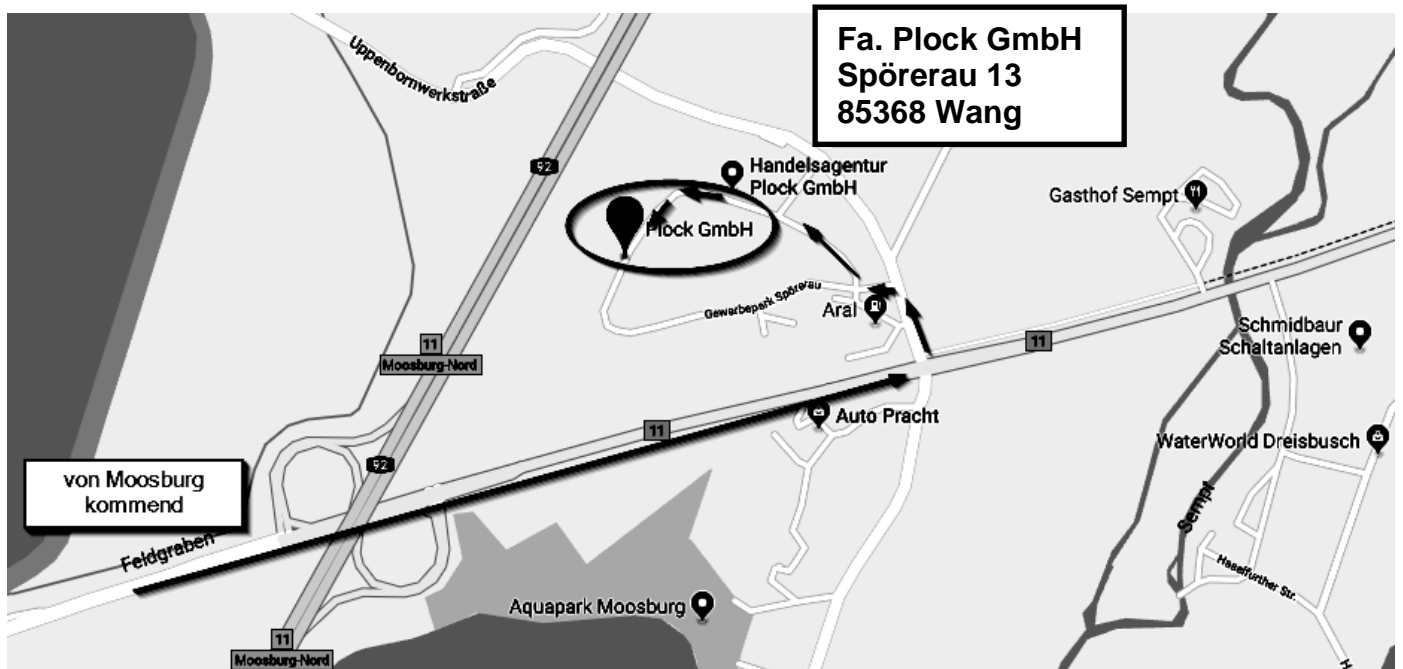 Fa. Plock GmbH
Spörerau 13
85368 Wang
Uppenbornwerkstraße
92
Handelsagentur
Plock GmbH
Gasthof Sempt
Plock GmbH
Gewerbepark Spörerau
Aral
11
Moosburg-Nord
11
Schmidbaur
Schaltanlagen
11
Auto Pracht
WaterWorld Dreisbusch
92
von Moosburg
kommend
Sempt
Feldgraben
Haselfurther Str.
Aquapark Moosburg
11
Moosburg-Nord
H